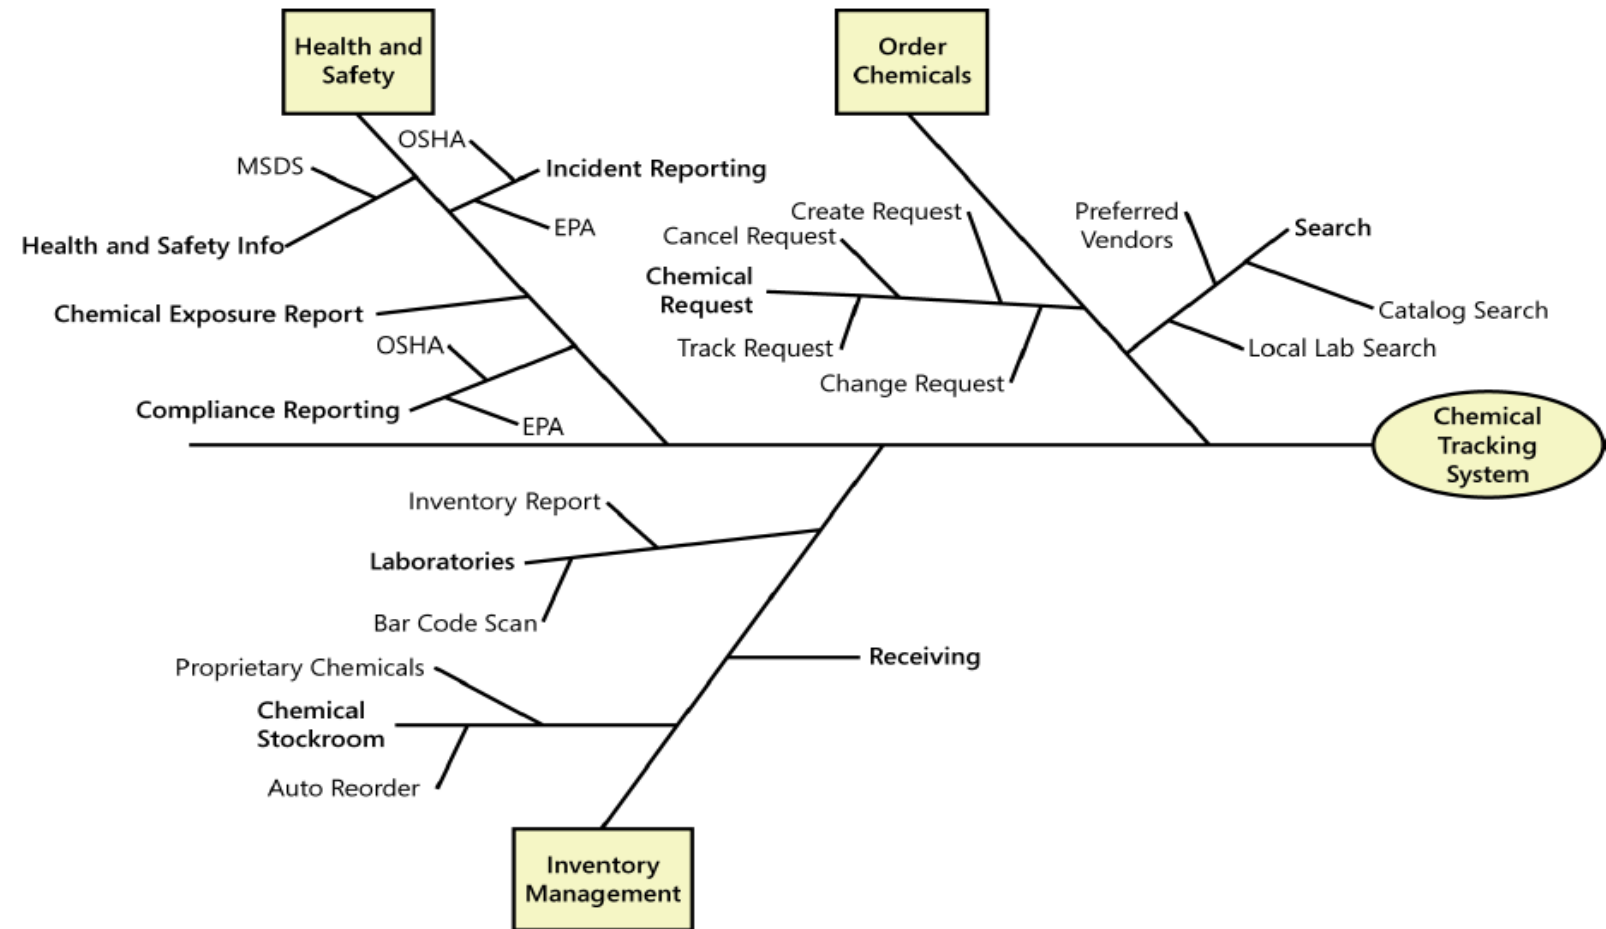 Health and
Safety
Order
Chemicals
OSHA
MSDS
Incident Reporting
EPA
Health and Safety Info
Chemical Exposure Report
OSHA
Compliance Reporting
EPA
Create Request
Cancel Request
Chemical
Request
Track Request
Change Request
Preferred
Vendors
Search
Catalog Search
Local Lab Search
Chemical
Tracking
System
Inventory Report
Laboratories
Bar Code Scan
Receiving
Proprietary Chemicals
Chemical
Stockroom
Auto Reorder
Inventory
Management